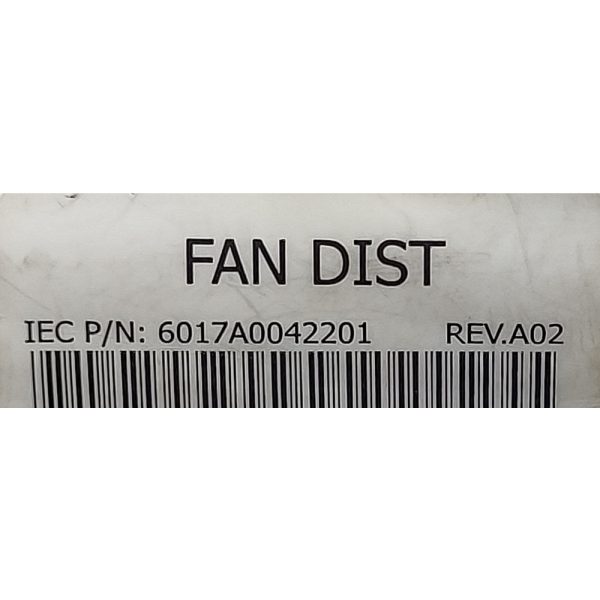 FAN DIST
IEC P/N: 6017A0042201 REV.A02